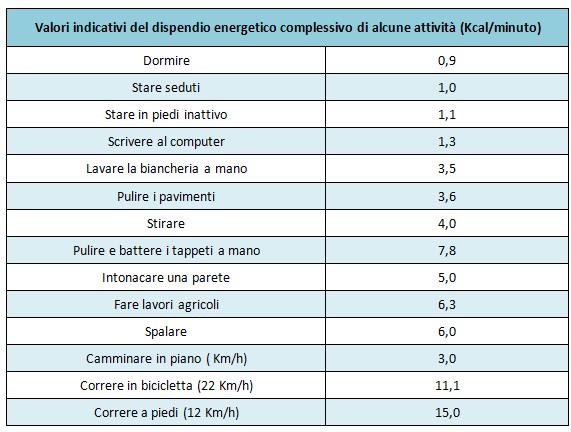 Valori indicativi del dispendio energetico complessivo di alcune attività (Kcal/minuto)
Dormire 0,9
Stare seduti 1,0
Stare in piedi inattivo 1,1
Scrivere al computer 1,3
Lavare la biancheria a mano 3,5
Pulire i pavimenti 3,6
Stirare 4,0
Pulire e battere i tappeti a mano 7,8
Intonacare una parete 5,0
Fare lavori agricoli 6,3
Spalare 6,0
Camminare in piano ( Km/h) 3,0
Correre in bicicletta (22 Km/h) 11,1
Correre a piedi (12 Km/h) 15,0